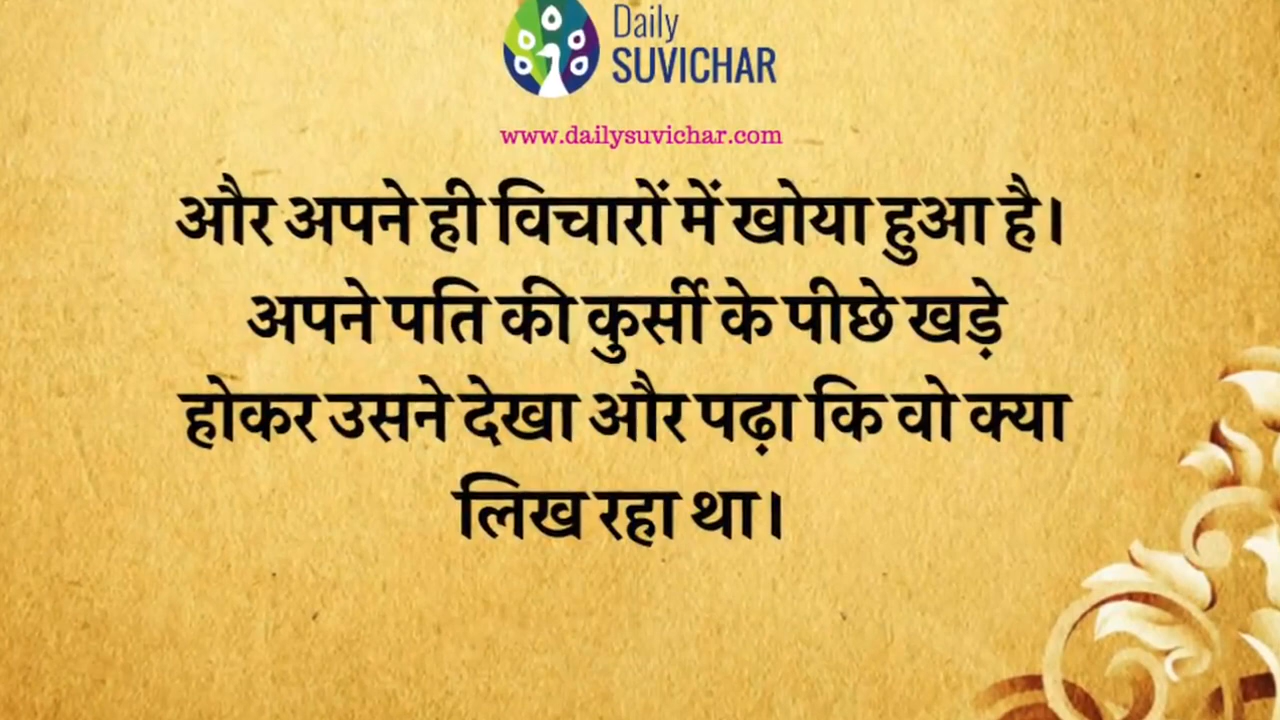 Daily
SUVICHAR
www.dailysuvichar.com
और अपने ही विचारों में खोया हुआ है।
अपने पति की कुर्सी के पीछे खड़े
होकर उसने देखा और पढ़ा कि वो क्या
लिख रहा था।